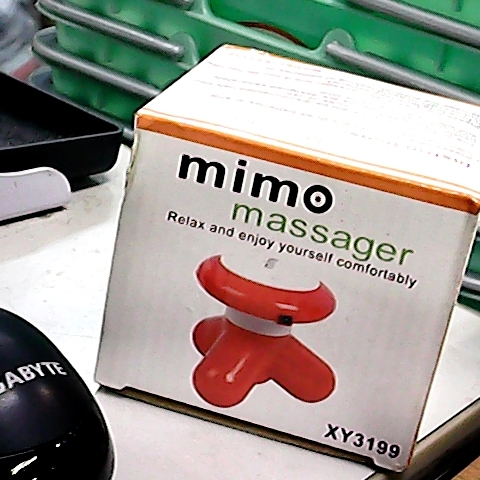 mimo
massager
Relax and enjoy yourself comfortably
XY3199
GABYTE